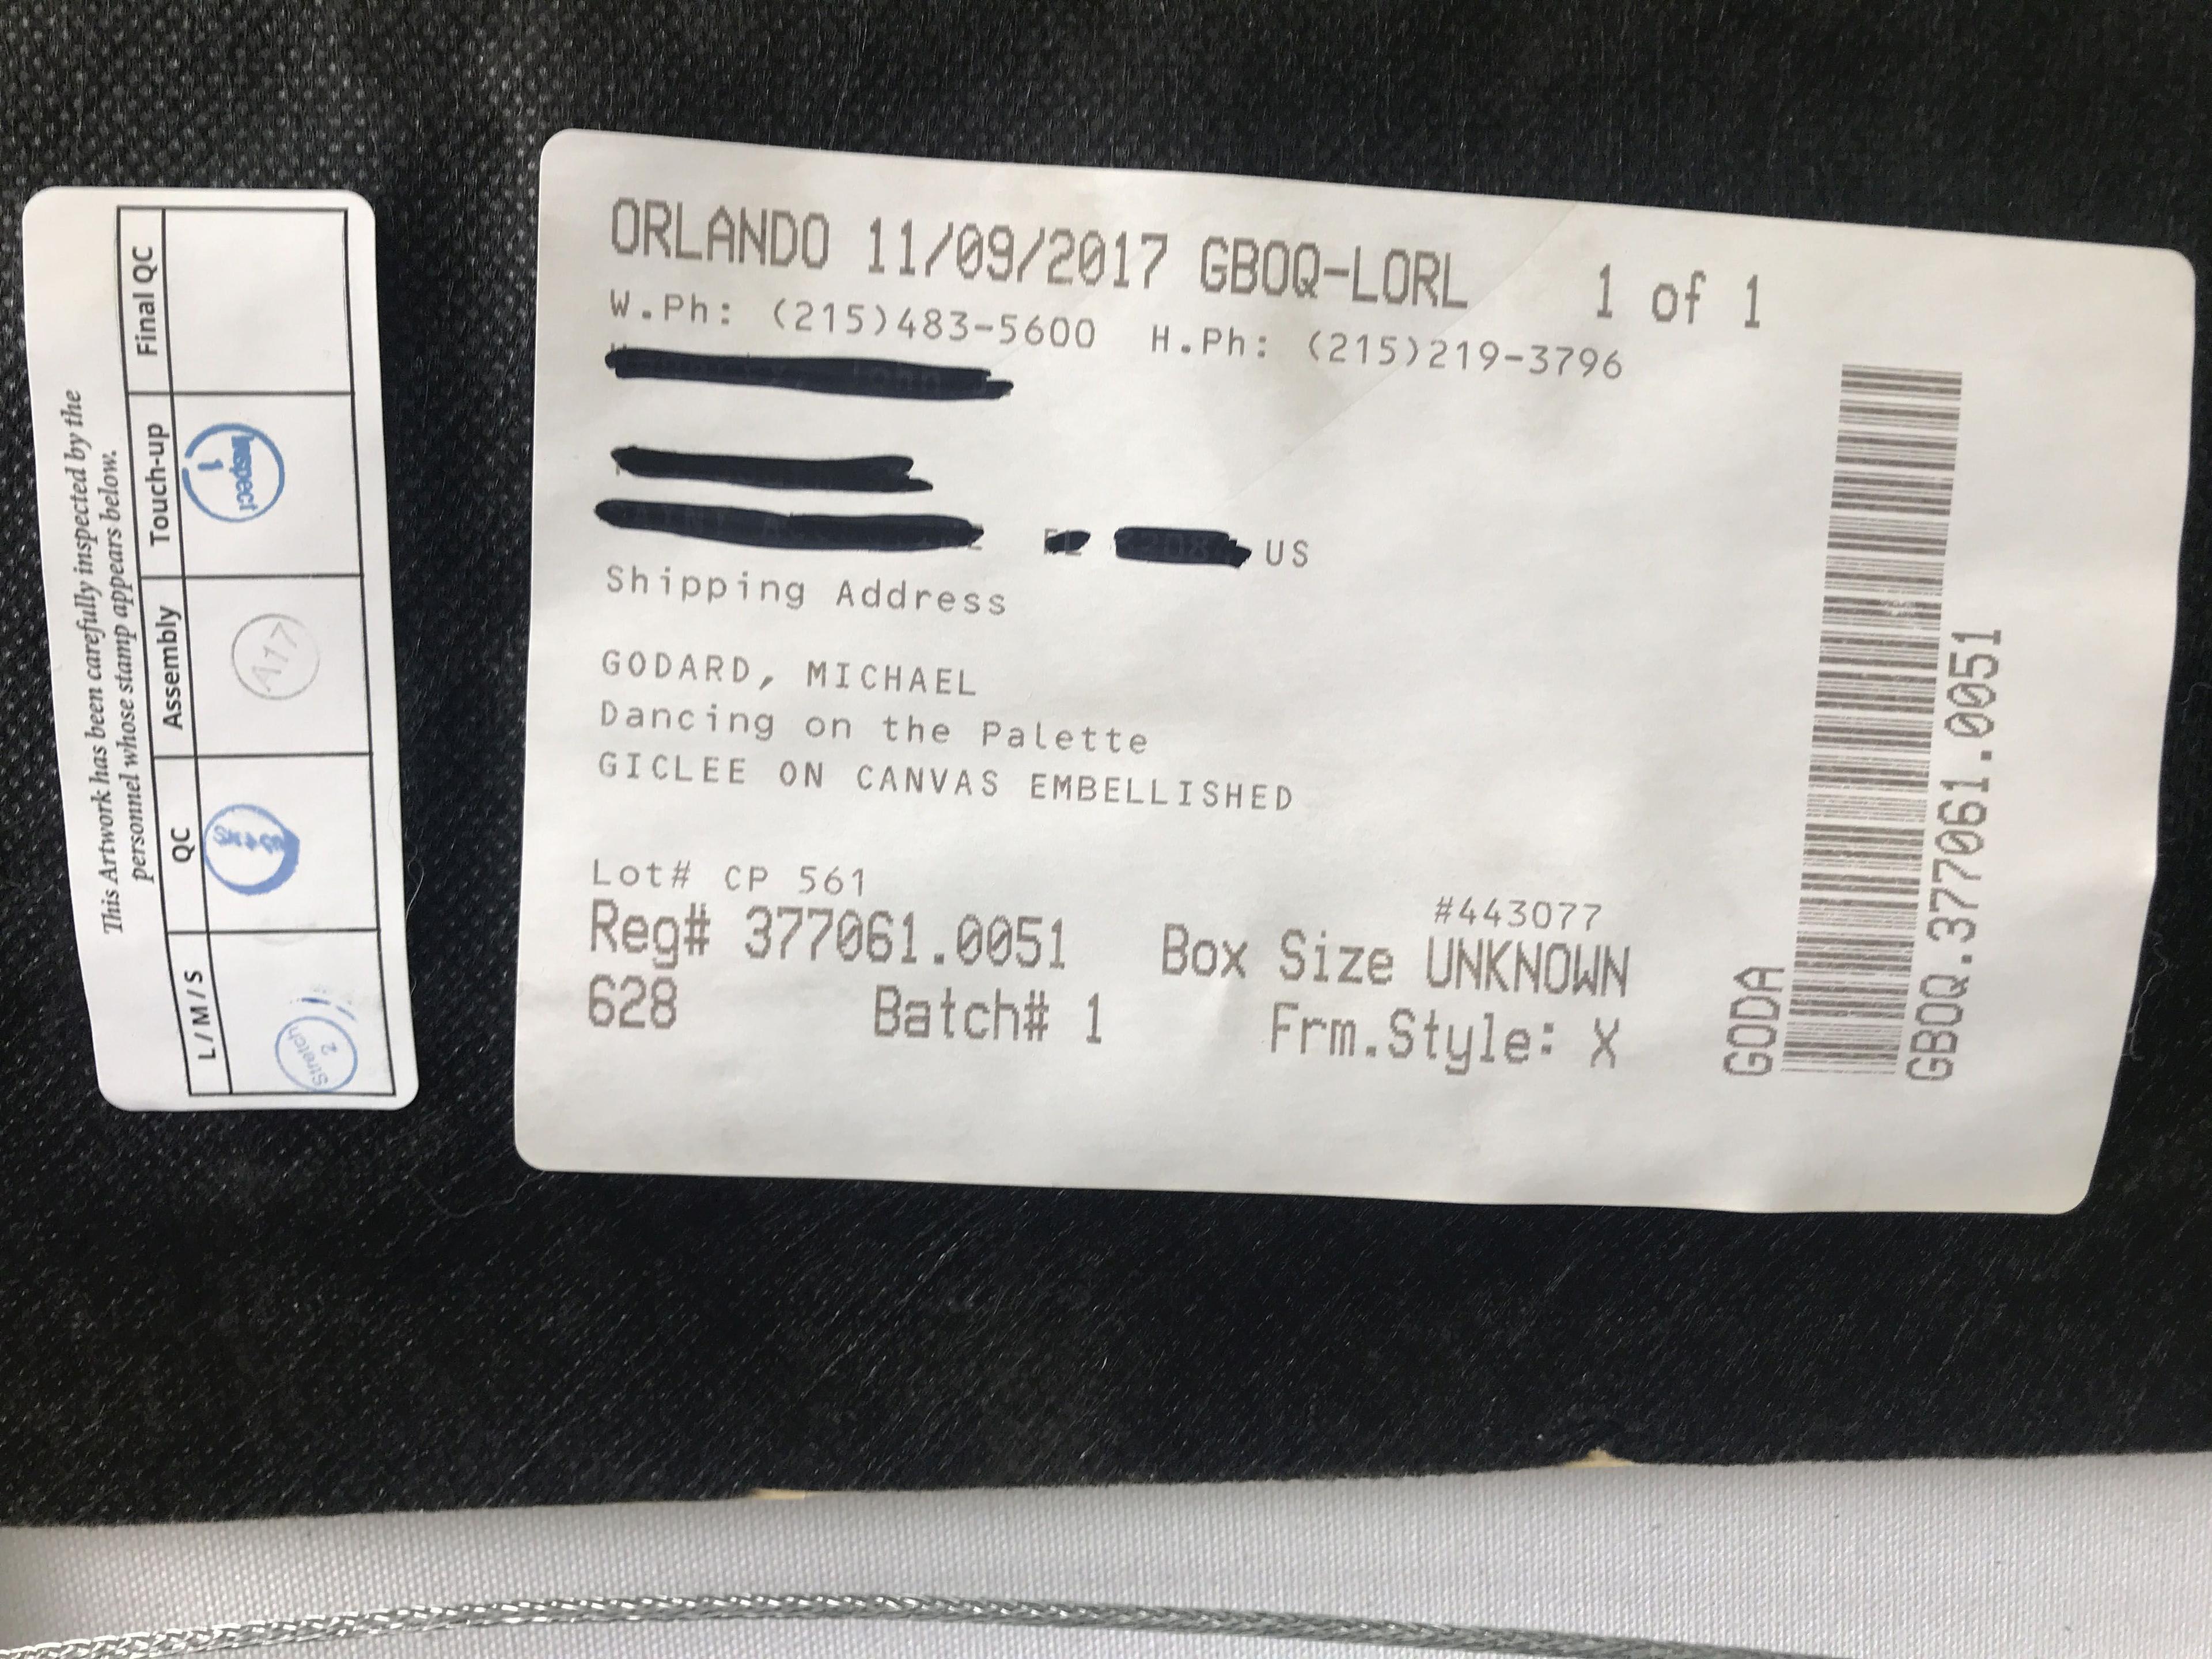 This Artwork has been carefully inspected by the
personnel whose stamp appears below.
L/M/S QC Assembly Touch-up Final QC
Stretch
2
A17
Inspect
1
ORLANDO 11/09/2017 GBOQ-LORL 1 of 1
W.Ph: (215)483-5600 H.Ph: (215)219-3796
US
Shipping Address
GODARD, MICHAEL
Dancing on the Palette
GICLEE ON CANVAS EMBELLISHED
Lot# CP 561
#443077
Reg# 377061.0051 Box Size UNKNOWN
628 Batch# 1 Frm.Style: X
GODA
GBOQ.377061.0051